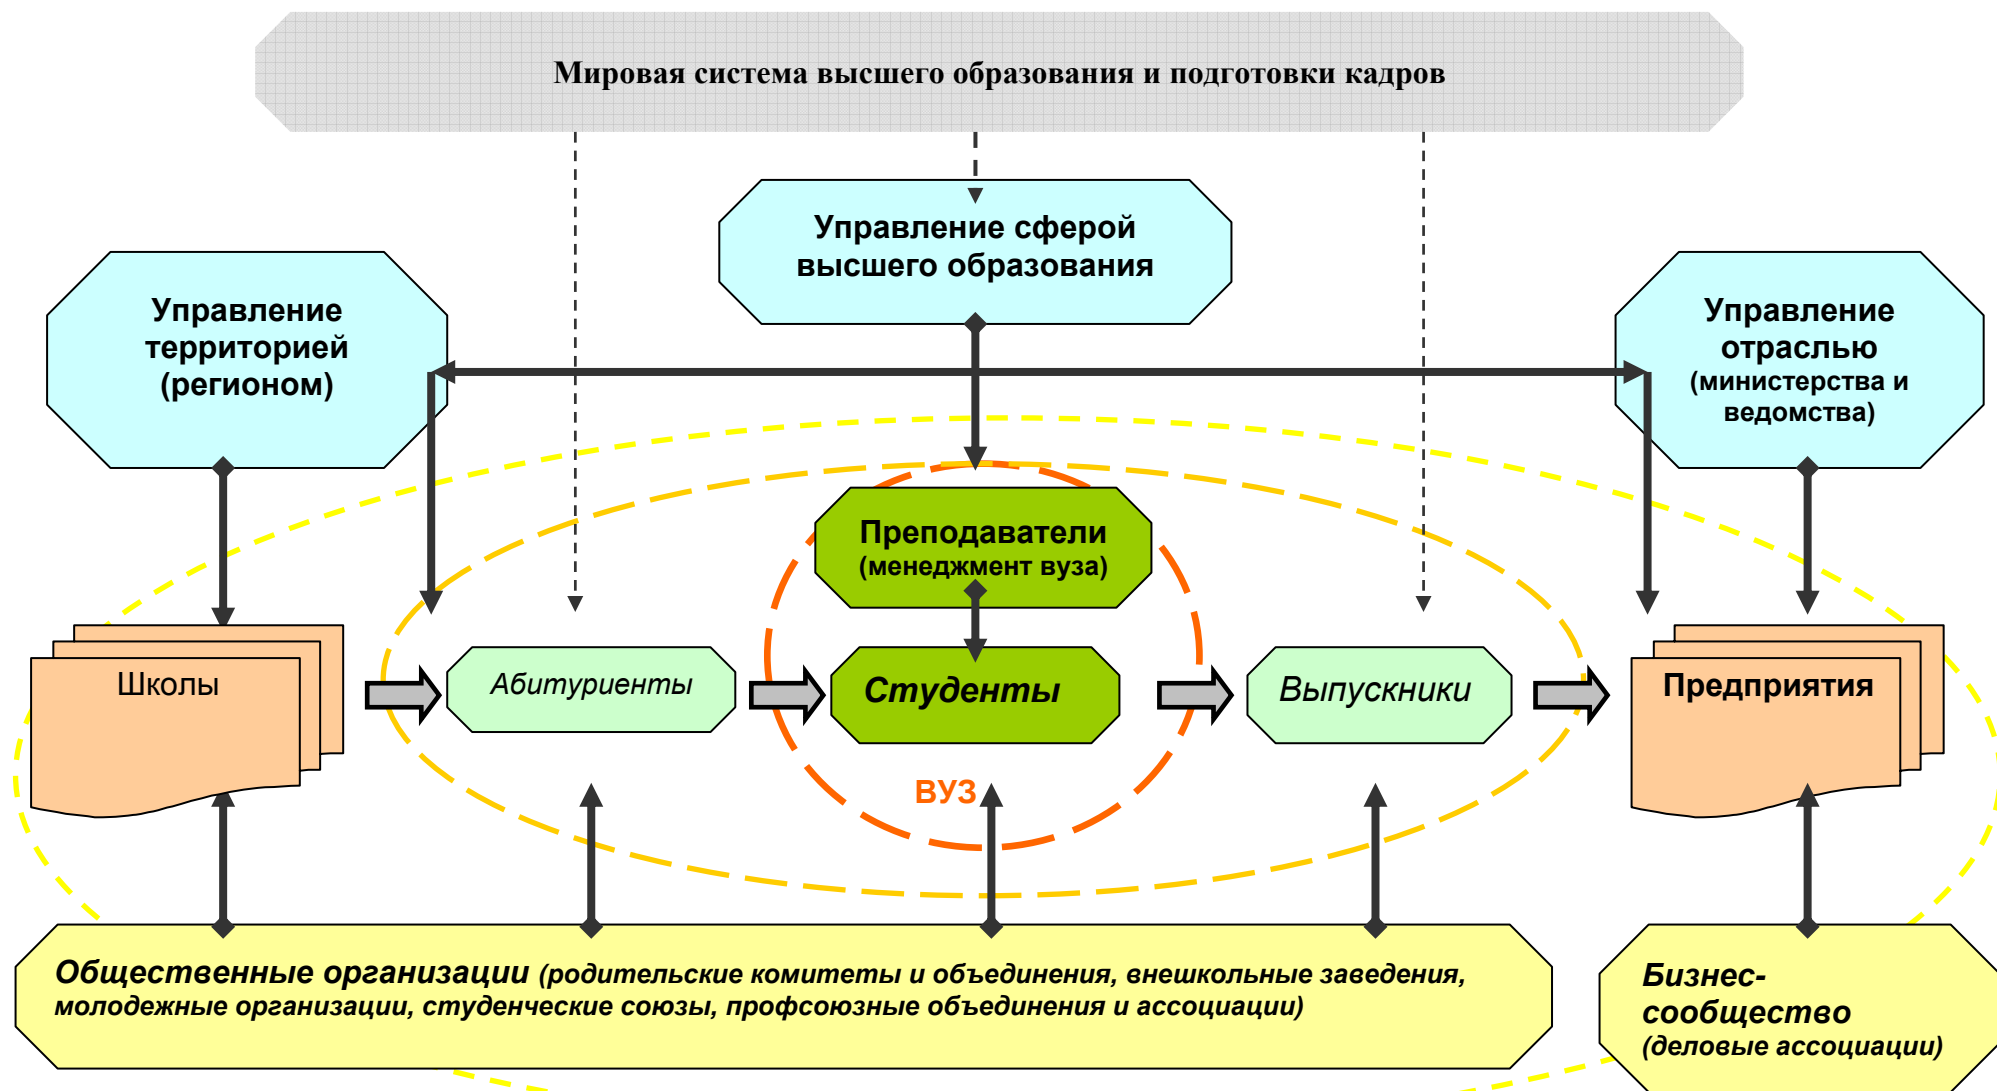 Мировая система высшего образования и подготовки кадров
Управление сферой
высшего образования
Управление
территорией
(регионом)
Управление
отраслью
(министерства и
ведомства)
Преподаватели
(менеджмент вуза)
Школы
Абитуриенты
Студенты
Выпускники
Предприятия
ВУЗ
Общественные организации (родительские комитеты и объединения, внешкольные заведения,
молодежные организации, студенческие союзы, профсоюзные объединения и ассоциации)
Бизнес-
сообщество
(деловые ассоциации)